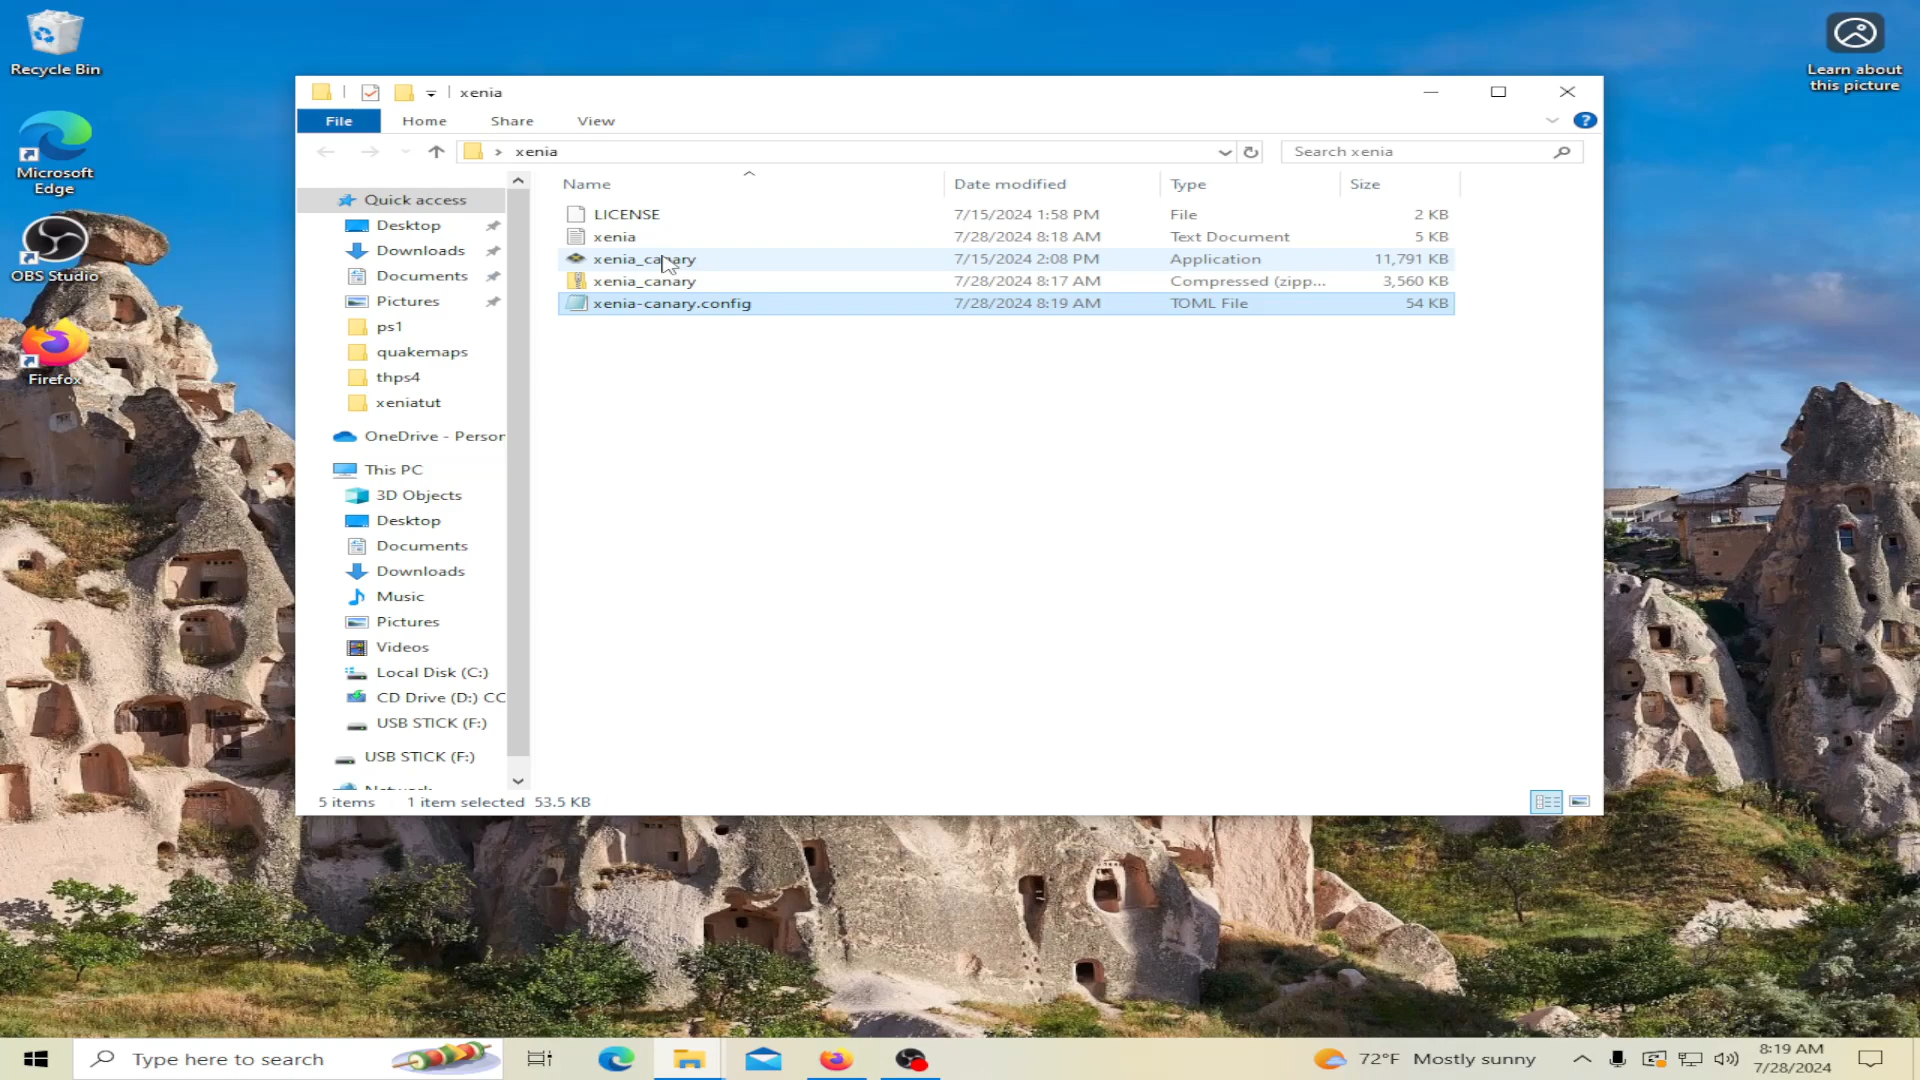 Recycle Bin
Microsoft
Edge
OBS Studio
Firefox
Learn about
this picture
xenia
File Home Share View
xenia
Search xenia
Name Date modified Type Size
LICENSE 7/15/2024 1:58 PM File 2 KB
xenia 7/28/2024 8:18 AM Text Document 5 KB
xenia_canary 7/15/2024 2:08 PM Application 11,791 KB
xenia_canary 7/28/2024 8:17 AM Compressed (zipp... 3,560 KB
xenia-canary.config 7/28/2024 8:19 AM TOML File 54 KB
Quick access
Desktop
Downloads
Documents
Pictures
ps1
quakemaps
thps4
xeniatut
OneDrive - Person
This PC
3D Objects
Desktop
Documents
Downloads
Music
Pictures
Videos
Local Disk (C:)
CD Drive (D:) CC
USB STICK (F:)
USB STICK (F:)
Network
5 items 1 item selected 53.5 KB
Type here to search
72°F Mostly sunny
8:19 AM
7/28/2024